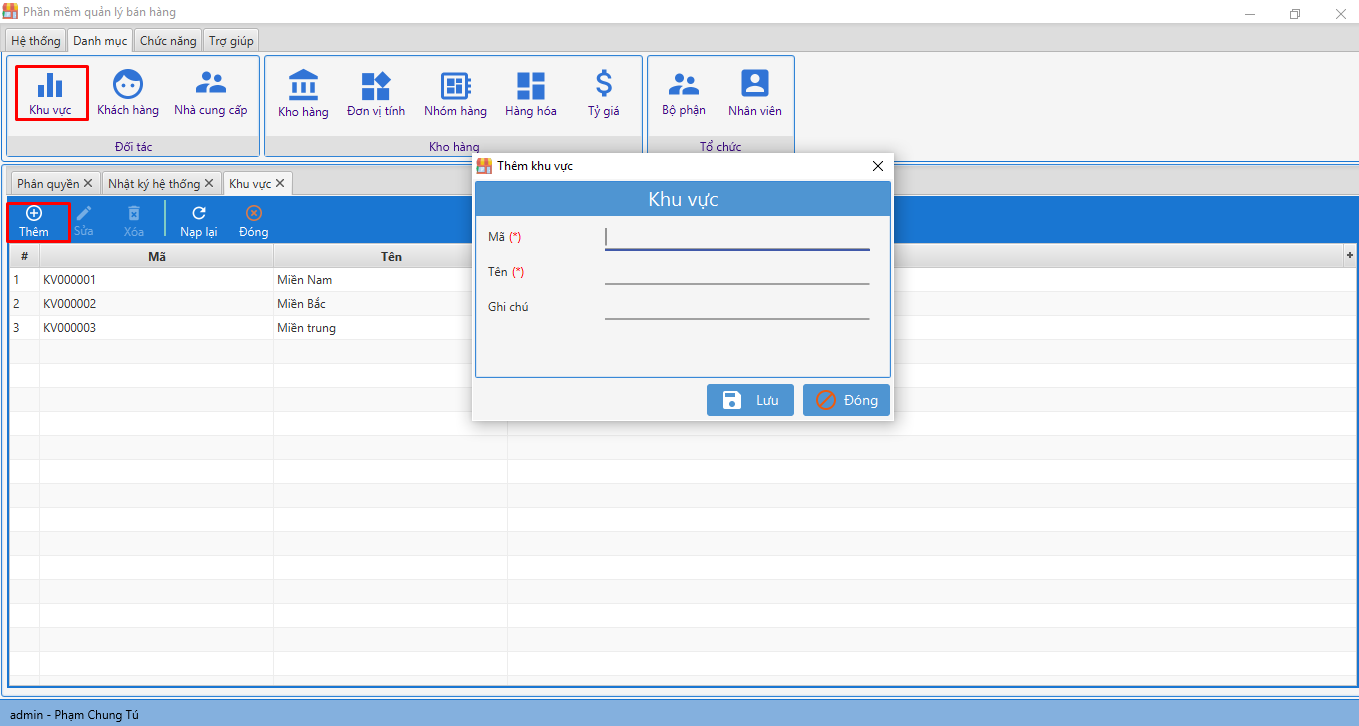 Phần mềm quản lý bán hàng
Hệ thống Danh mục Chức năng Trợ giúp
Khu vực Khách hàng Nhà cung cấp Kho hàng Đơn vị tính Nhóm hàng Hàng hóa Tỷ giá Bộ phận Nhân viên
Đối tác Kho hàng Tổ chức
Phân quyền Nhật ký hệ thống Khu vực
Thêm Sửa Xóa Nạp lại Đóng
# Mã Tên
1 KV000001 Miền Nam
2 KV000002 Miền Bắc
3 KV000003 Miền trung
Thêm khu vực
Khu vực
Mã (*)
Tên (*)
Ghi chú
Lưu Đóng
admin - Phạm Chung Tú